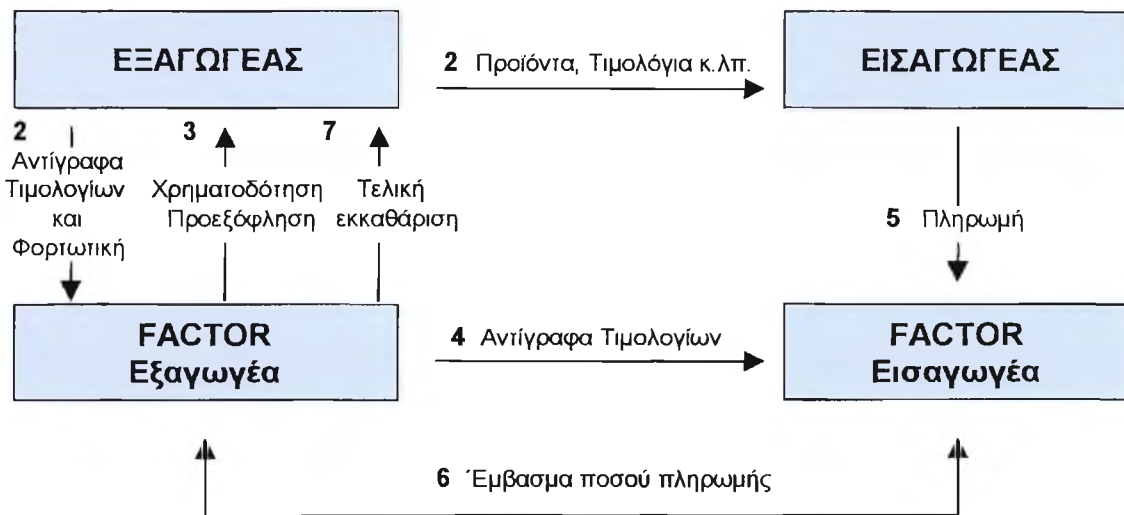 ΕΞΑΓΩΓΕΑΣ
2 Προϊόντα, Τιμολόγια κ.λπ.
ΕΙΣΑΓΩΓΕΑΣ
2
Αντίγραφα
Τιμολογίων
και
Φορτωτική
3
Χρηματοδότηση
Προεξόφληση
7
Τελική
εκκαθάριση
5 Πληρωμή
FACTOR
Εξαγωγέα
4 Αντίγραφα Τιμολογίων
FACTOR
Εισαγωγέα
6 Έμβασμα ποσού πληρωμής